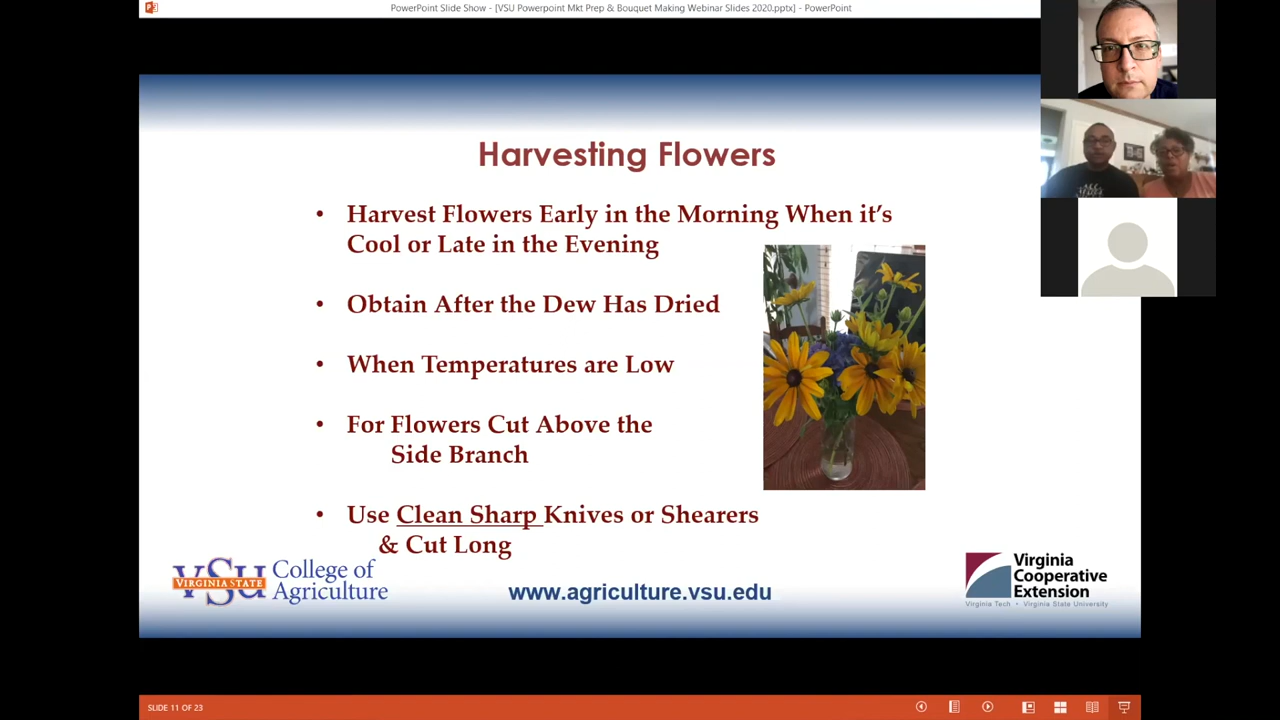 PowerPoint Slide Show - [VSU Powerpoint Mkt Prep & Bouquet Making Webinar Slides 2020.pptx] - PowerPoint
Harvesting Flowers
• Harvest Flowers Early in the Morning When it's
Cool or Late in the Evening
• Obtain After the Dew Has Dried
• When Temperatures are Low
• For Flowers Cut Above the
Side Branch
• Use Clean Sharp Knives or Shearers
& Cut Long
VSU
VIRGINIA STATE
College of
Agriculture
www.agriculture.vsu.edu
Virginia
Cooperative
Extension
Virginia Tech • Virginia State University
SLIDE 11 OF 23